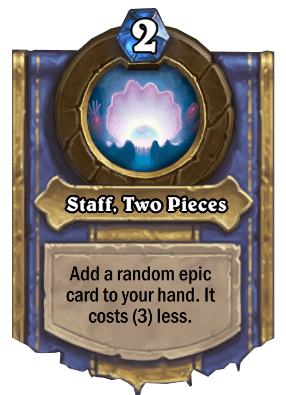 2
Staff, Two Pieces
Add a random epic
card to your hand. It
costs (3) less.